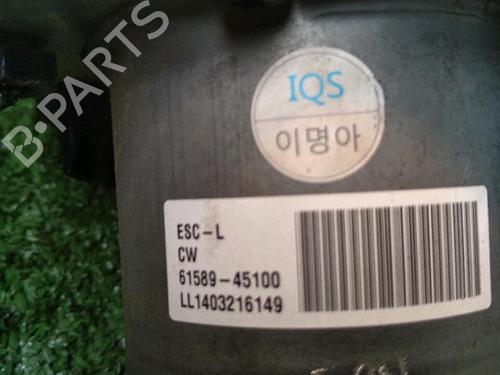 B-PARTS
IQS
이명아
ESC-L
CW
61589-45100
LL1403216149